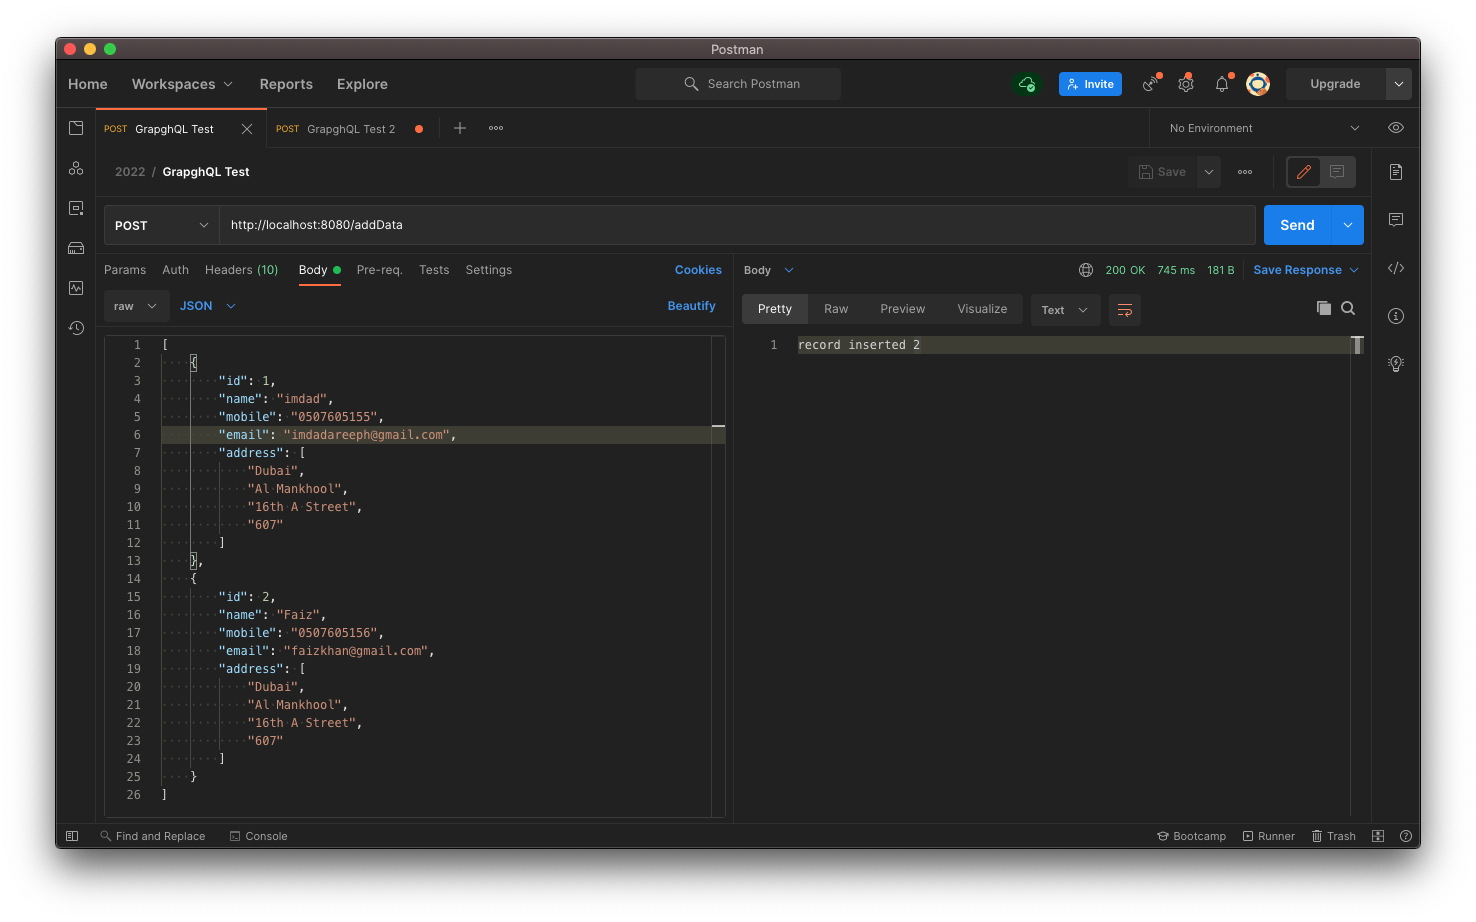 Postman
Home Workspaces Reports Explore Search Postman Invite Upgrade
POST GrapghQL Test POST GrapghQL Test 2 No Environment
2022 / GrapghQL Test Save
POST http://localhost:8080/addData Send
Params Auth Headers (10) Body Pre-req. Tests Settings Cookies
raw JSON Beautify
1 [
2 {
3 "id": 1,
4 "name": "imdad",
5 "mobile": "0507605155",
6 "email": "imdadareeph@gmail.com",
7 "address": [
8 "Dubai",
9 "Al Mankhool",
10 "16th A Street",
11 "607"
12 ]
13 },
14 {
15 "id": 2,
16 "name": "Faiz",
17 "mobile": "0507605156",
18 "email": "faizkhan@gmail.com",
19 "address": [
20 "Dubai",
21 "Al Mankhool",
22 "16th A Street",
23 "607"
24 ]
25 }
26 ]
Body 200 OK 745 ms 181 B Save Response
Pretty Raw Preview Visualize Text
1 record inserted 2
Find and Replace Console Bootcamp Runner Trash